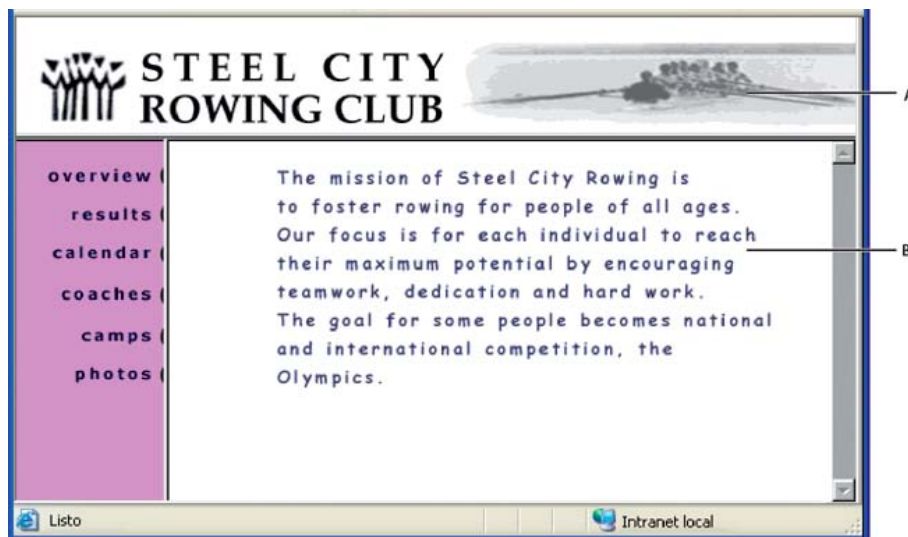 STEEL CITY
ROWING CLUB
A
overview
results
calendar
coaches
camps
photos
The mission of Steel City Rowing is
to foster rowing for people of all ages.
Our focus is for each individual to reach
their maximum potential by encouraging
teamwork, dedication and hard work.
The goal for some people becomes national
and international competition, the
Olympics.
B
Listo
Intranet local